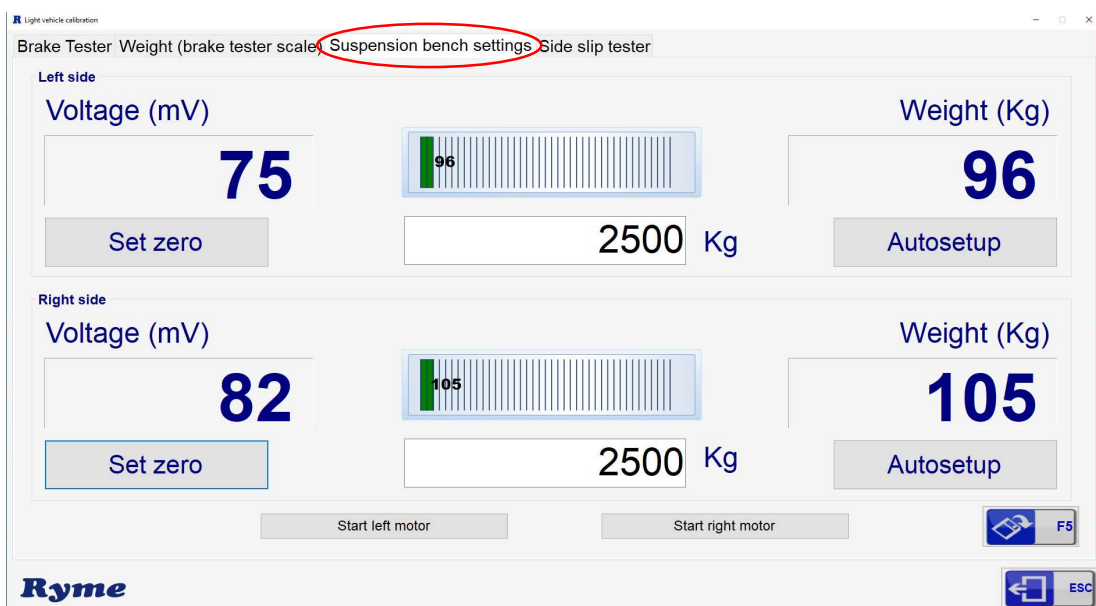 R Light vehicle calibration
Brake Tester Weight (brake tester scale) Suspension bench settings Side slip tester
Left side
Voltage (mV) Weight (Kg)
75 96 96
Set zero 2500 Kg Autosetup
Right side
Voltage (mV) Weight (Kg)
82 105 105
Set zero 2500 Kg Autosetup
Start left motor Start right motor F5
Ryme ESC